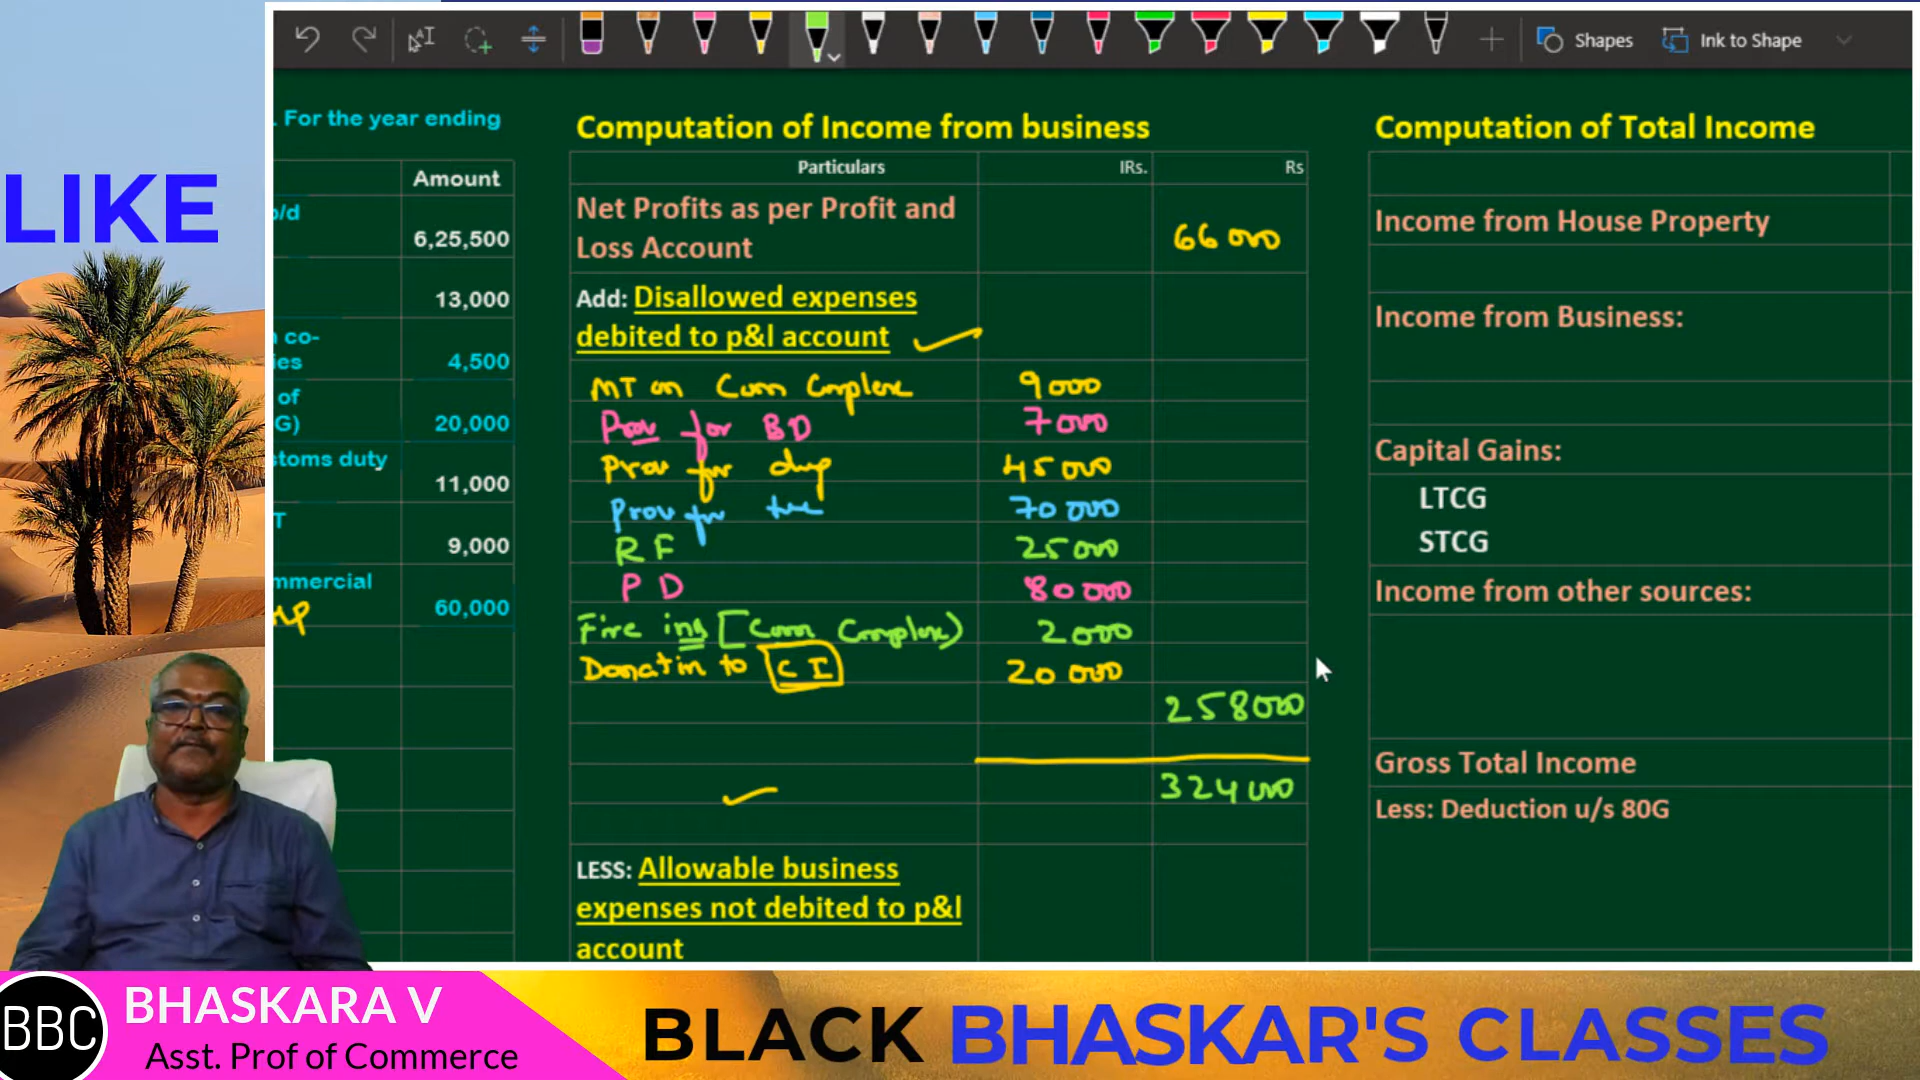 Shapes
Ink to Shape
LIKE
. For the year ending
Amount
b/d
6,25,500
13,000
n co-
ies
4,500
of
G)
20,000
stoms duty
11,000
T
9,000
mmercial
60,000
Computation of Income from business
Particulars IRs. Rs
Net Profits as per Profit and
Loss Account
66000
Add: Disallowed expenses
debited to p&l account
MT on Com Complex 9000
Prov for BD 7000
Prov for dep 45000
Prov for tax 70000
RF 25000
PD 80000
Fire ins [Com Complex) 2000
Donatin to CI 20000
258000
324000
LESS: Allowable business
expenses not debited to p&l
account
Computation of Total Income
Income from House Property
Income from Business:
Capital Gains:
LTCG
STCG
Income from other sources:
Gross Total Income
Less: Deduction u/s 80G
BBC
BHASKARA V
Asst. Prof of Commerce
BLACK BHASKAR'S CLASSES